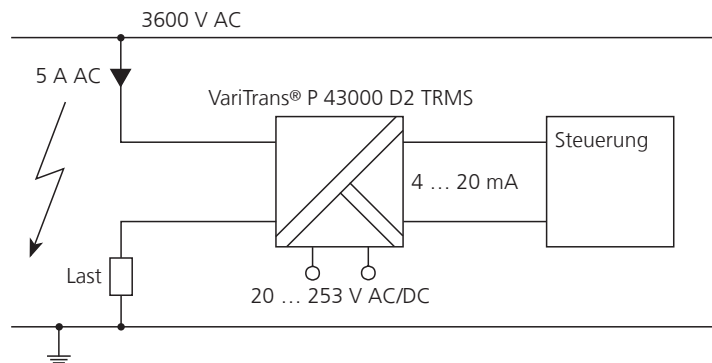 3600 V AC
5 A AC
VariTrans® P 43000 D2 TRMS
Steuerung
4 … 20 mA
Last
20 … 253 V AC/DC